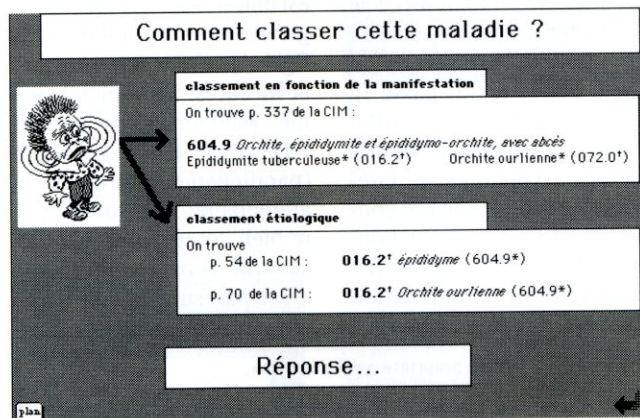 Comment classer cette maladie ?
classement en fonction de la manifestation
On trouve p. 337 de la CIM :
604.9 Orchite, épididymite et épididymo-orchite, avec abcès
Epididymite tuberculeuse* (016.2†) Orchite ourlienne* (072.0†)
classement étiologique
On trouve
p. 54 de la CIM : 016.2† épididyme (604.9*)
p. 70 de la CIM : 016.2† Orchite ourlienne (604.9*)
Réponse...
plan